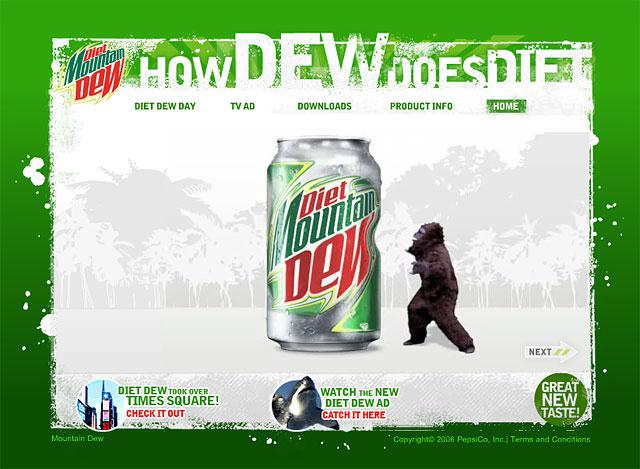 Diet
Mountain
Dew
HOW DEW DOES DIET
DIET DEW DAY TV AD DOWNLOADS PRODUCT INFO HOME
Diet
Mountain
Dew
NEXT
DIET DEW TOOK OVER
TIMES SQUARE!
CHECK IT OUT
WATCH THE NEW
DIET DEW AD
CATCH IT HERE
GREAT
NEW
TASTE!
Mountain Dew
Copyright© 2006 PepsiCo, Inc.| Terms and Conditions